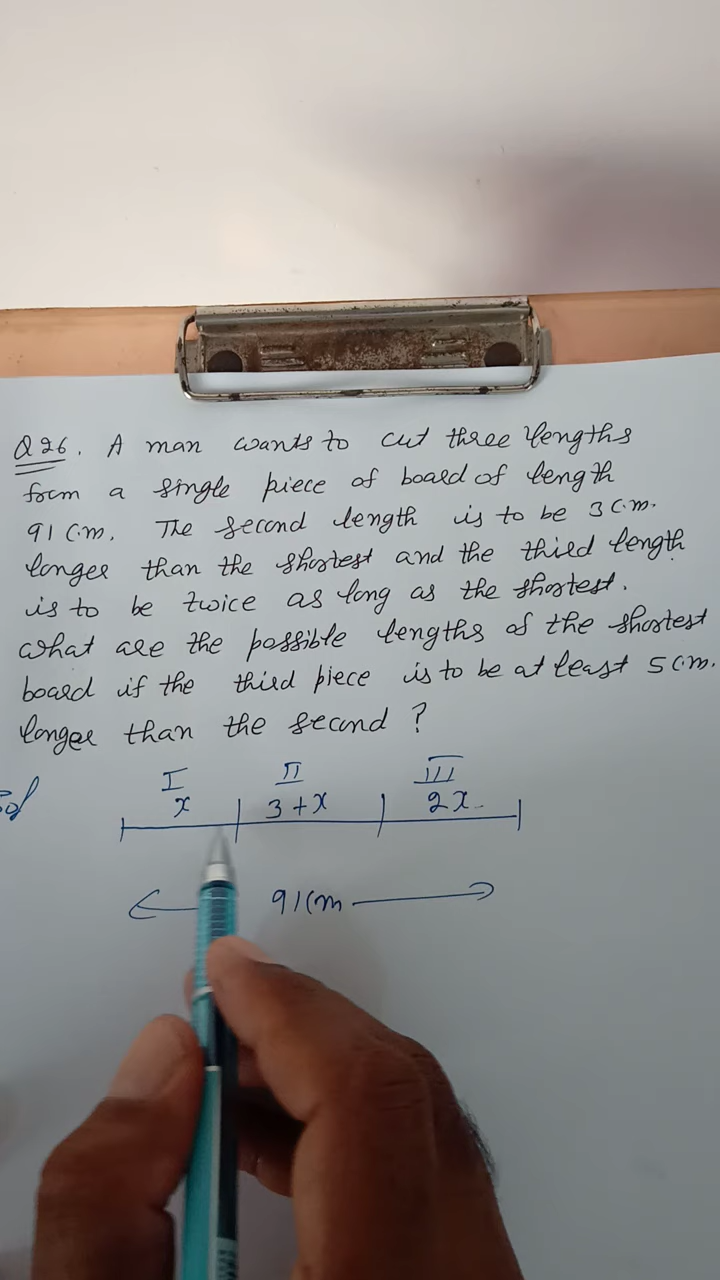 Q26. A man wants to cut three lengths
from a single piece of board of length
91 Cm. The second length is to be 3 Cm.
longer than the shortest and the third length
is to be twice as long as the shortest.
what are the possible lengths of the shortest
board if the third piece is to be at least 5 Cm.
longer than the second ?
Sol
I II III
x 3+x 2x
91Cm